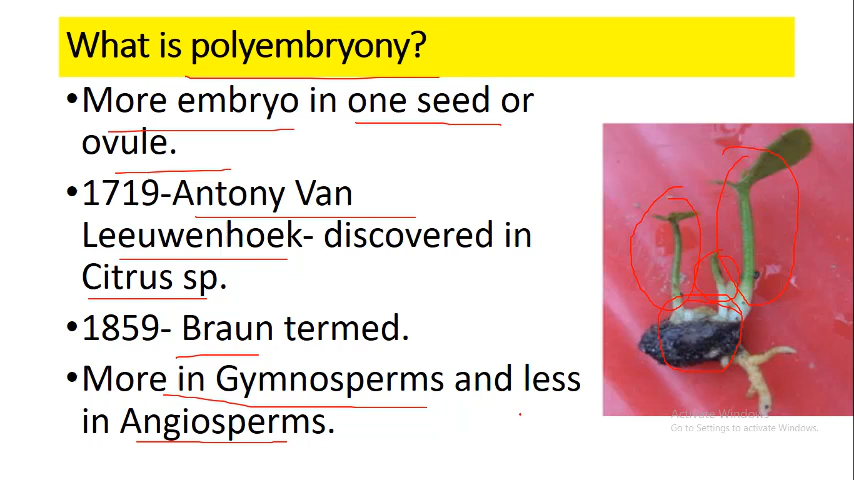 What is polyembryony?
•More embryo in one seed or
ovule.
•1719-Antony Van
Leeuwenhoek- discovered in
Citrus sp.
•1859- Braun termed.
•More in Gymnosperms and less
in Angiosperms.
Activate Windows
Go to Settings to activate Windows.